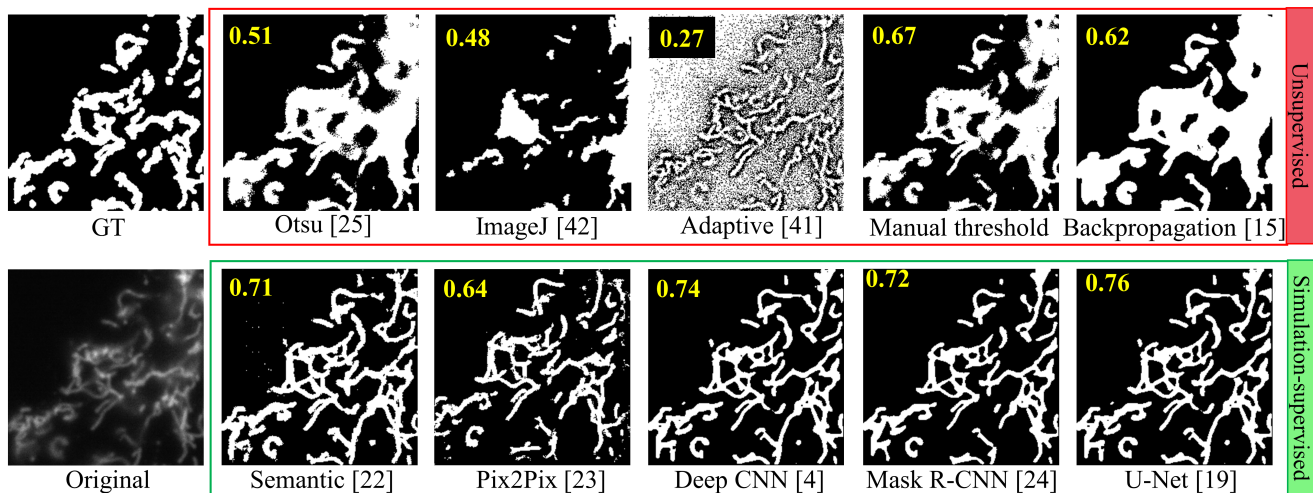 0.51
0.48
0.27
0.67
0.62
Unsupervised
GT
Otsu [25]
ImageJ [42]
Adaptive [41]
Manual threshold
Backpropagation [15]
0.71
0.64
0.74
0.72
0.76
Simulation-supervised
Original
Semantic [22]
Pix2Pix [23]
Deep CNN [4]
Mask R-CNN [24]
U-Net [19]